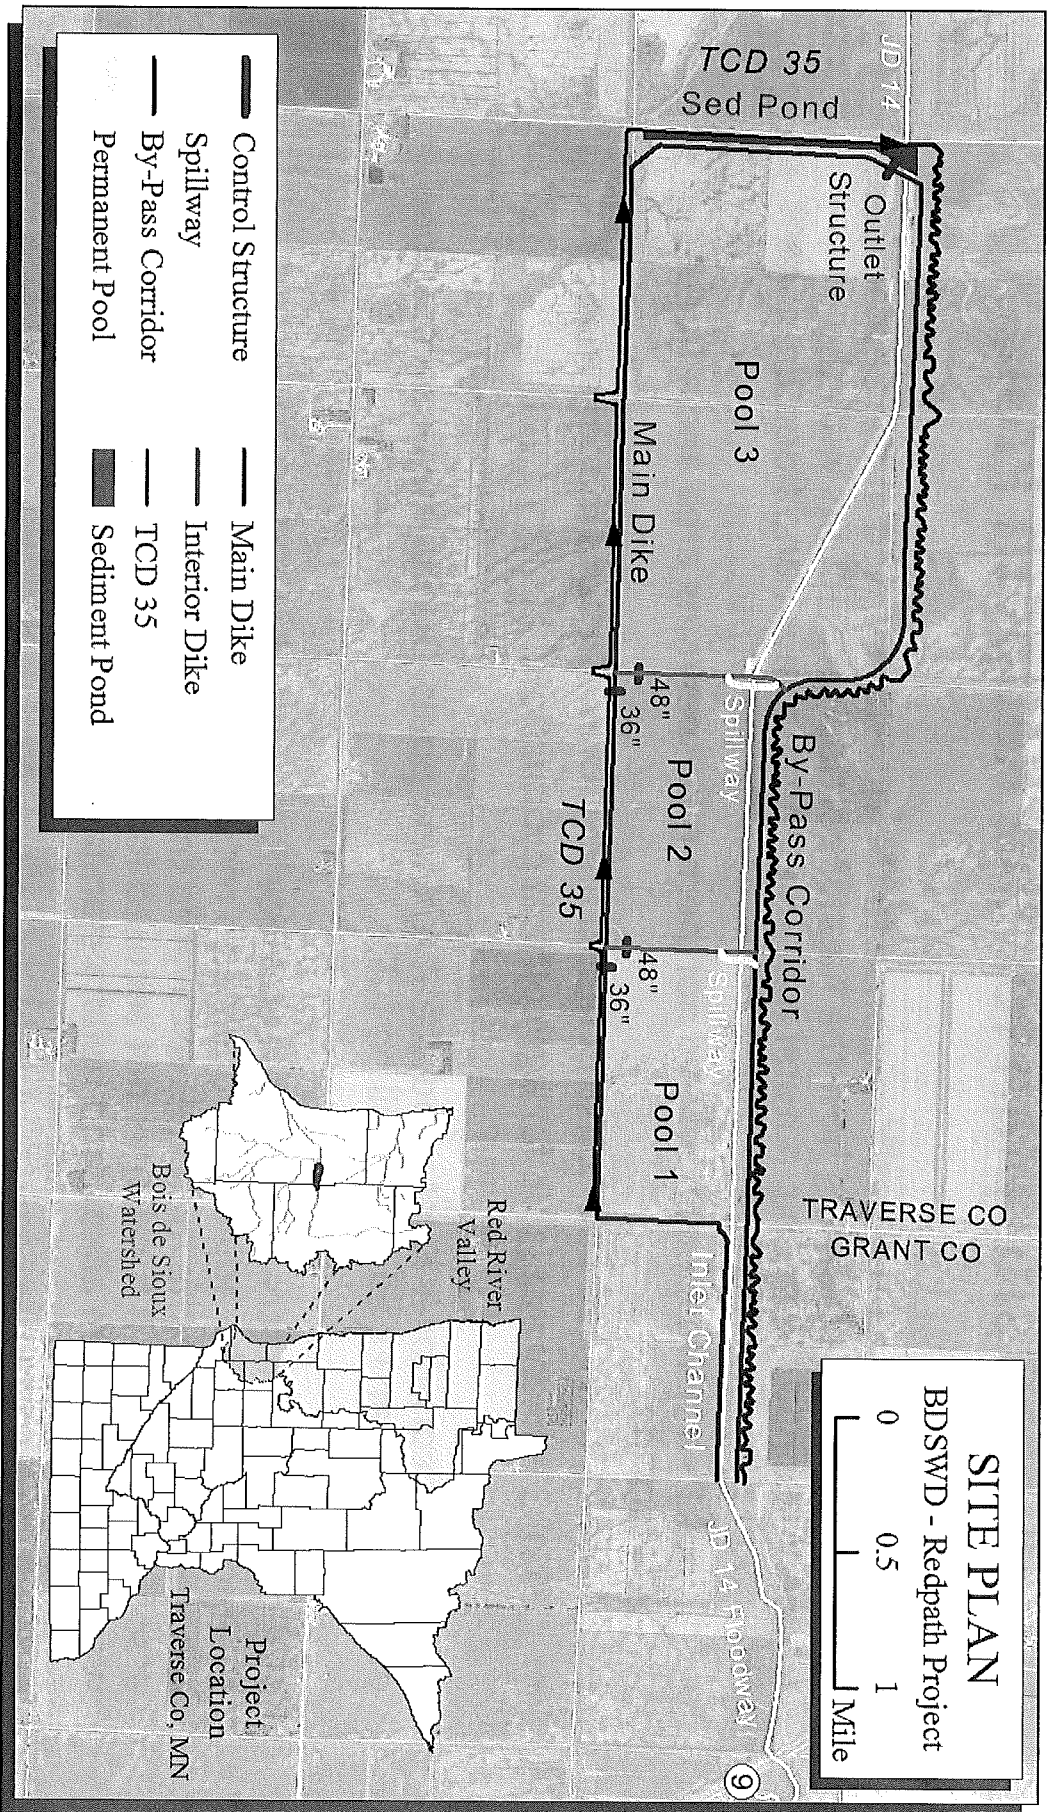 SITE PLAN
BDSWD - Redpath Project
0 0.5 1
Mile
9
JD 14 Floodway
Inlet Channel
TRAVERSE CO
GRANT CO
By-Pass Corridor
JD 14
TCD 35
Sed Pond
Outlet
Structure
Pool 3
Main Dike
48"
36"
Spillway
Pool 2
TCD 35
48"
36"
Spillway
Pool 1
Red River
Valley
Bois de Sioux
Watershed
Project
Location
Traverse Co, MN
Control Structure
Spillway
By-Pass Corridor
Permanent Pool
Main Dike
Interior Dike
TCD 35
Sediment Pond